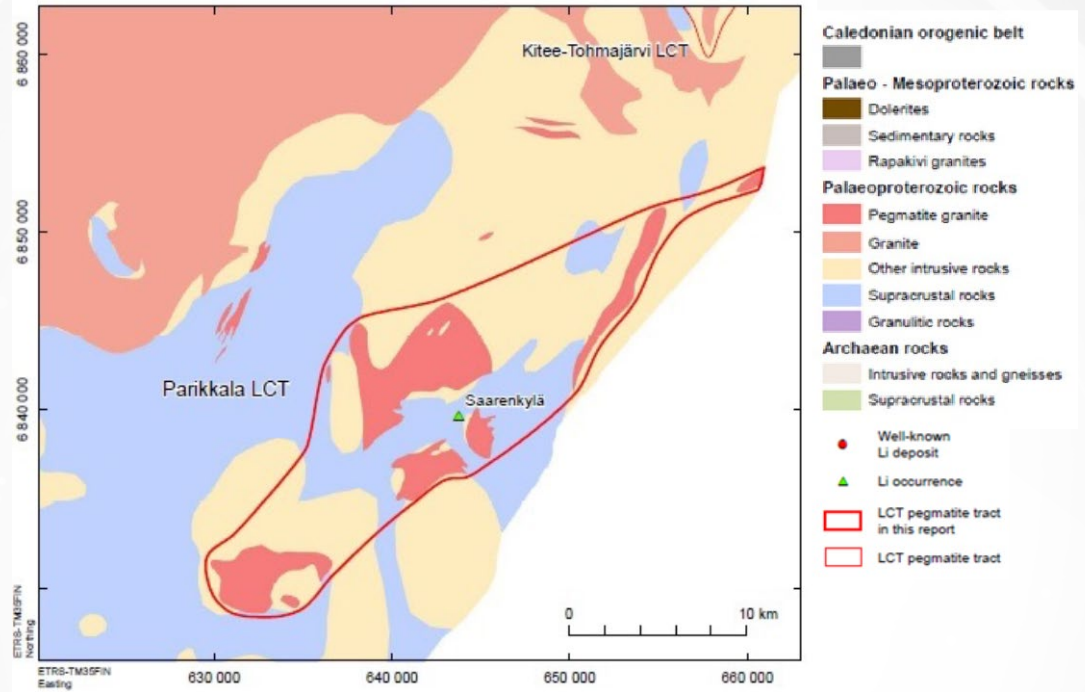 Kitee-Tohmajärvi LCT
Parikkala LCT
Saarenkylä
6 860 000
6 850 000
6 840 000
ETRS-TM35FIN
Northing
ETRS-TM35FIN
Easting
630 000
640 000
650 000
660 000
0
10 km
Caledonian orogenic belt
Palaeo - Mesoproterozoic rocks
Dolerites
Sedimentary rocks
Rapakivi granites
Palaeoproterozoic rocks
Pegmatite granite
Granite
Other intrusive rocks
Supracrustal rocks
Granulitic rocks
Archaean rocks
Intrusive rocks and gneisses
Supracrustal rocks
Well-known
Li deposit
Li occurrence
LCT pegmatite tract
in this report
LCT pegmatite tract